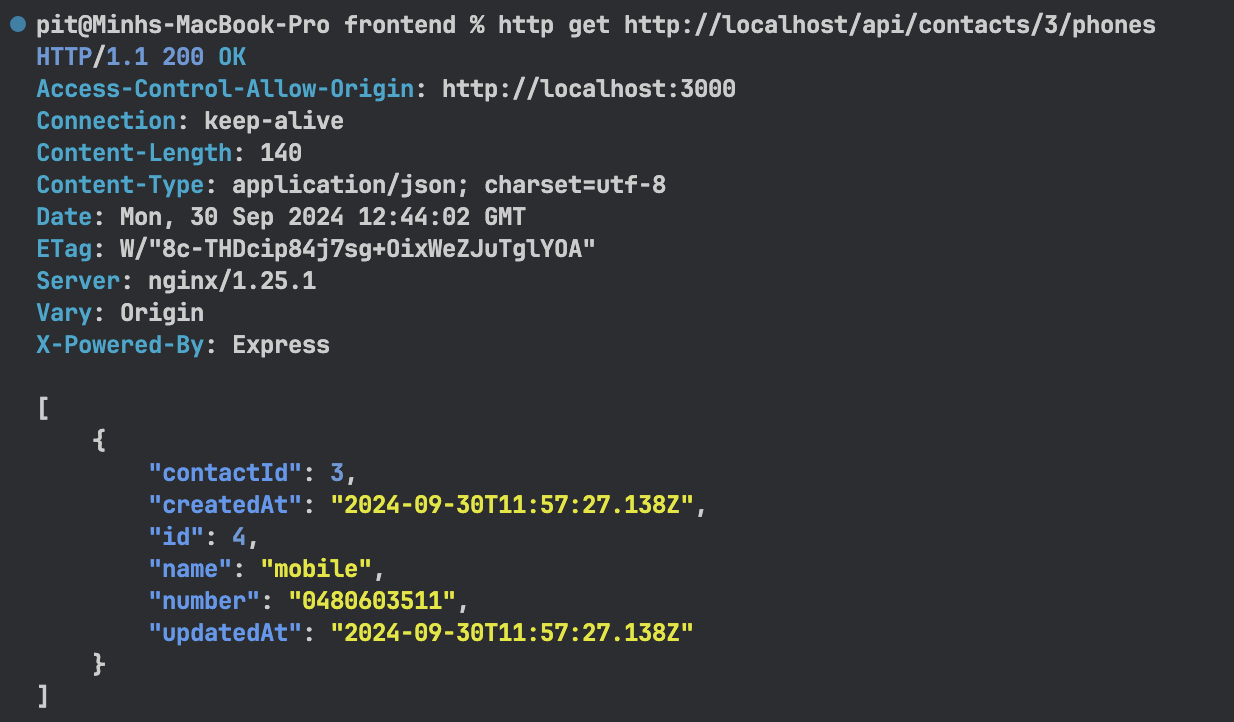 pit@Minhs-MacBook-Pro frontend % http get http://localhost/api/contacts/3/phones
HTTP/1.1 200 OK
Access-Control-Allow-Origin: http://localhost:3000
Connection: keep-alive
Content-Length: 140
Content-Type: application/json; charset=utf-8
Date: Mon, 30 Sep 2024 12:44:02 GMT
ETag: W/"8c-THDcip84j7sg+OixWeZJuTglYOA"
Server: nginx/1.25.1
Vary: Origin
X-Powered-By: Express

[
    {
        "contactId": 3,
        "createdAt": "2024-09-30T11:57:27.138Z",
        "id": 4,
        "name": "mobile",
        "number": "0480603511",
        "updatedAt": "2024-09-30T11:57:27.138Z"
    }
]